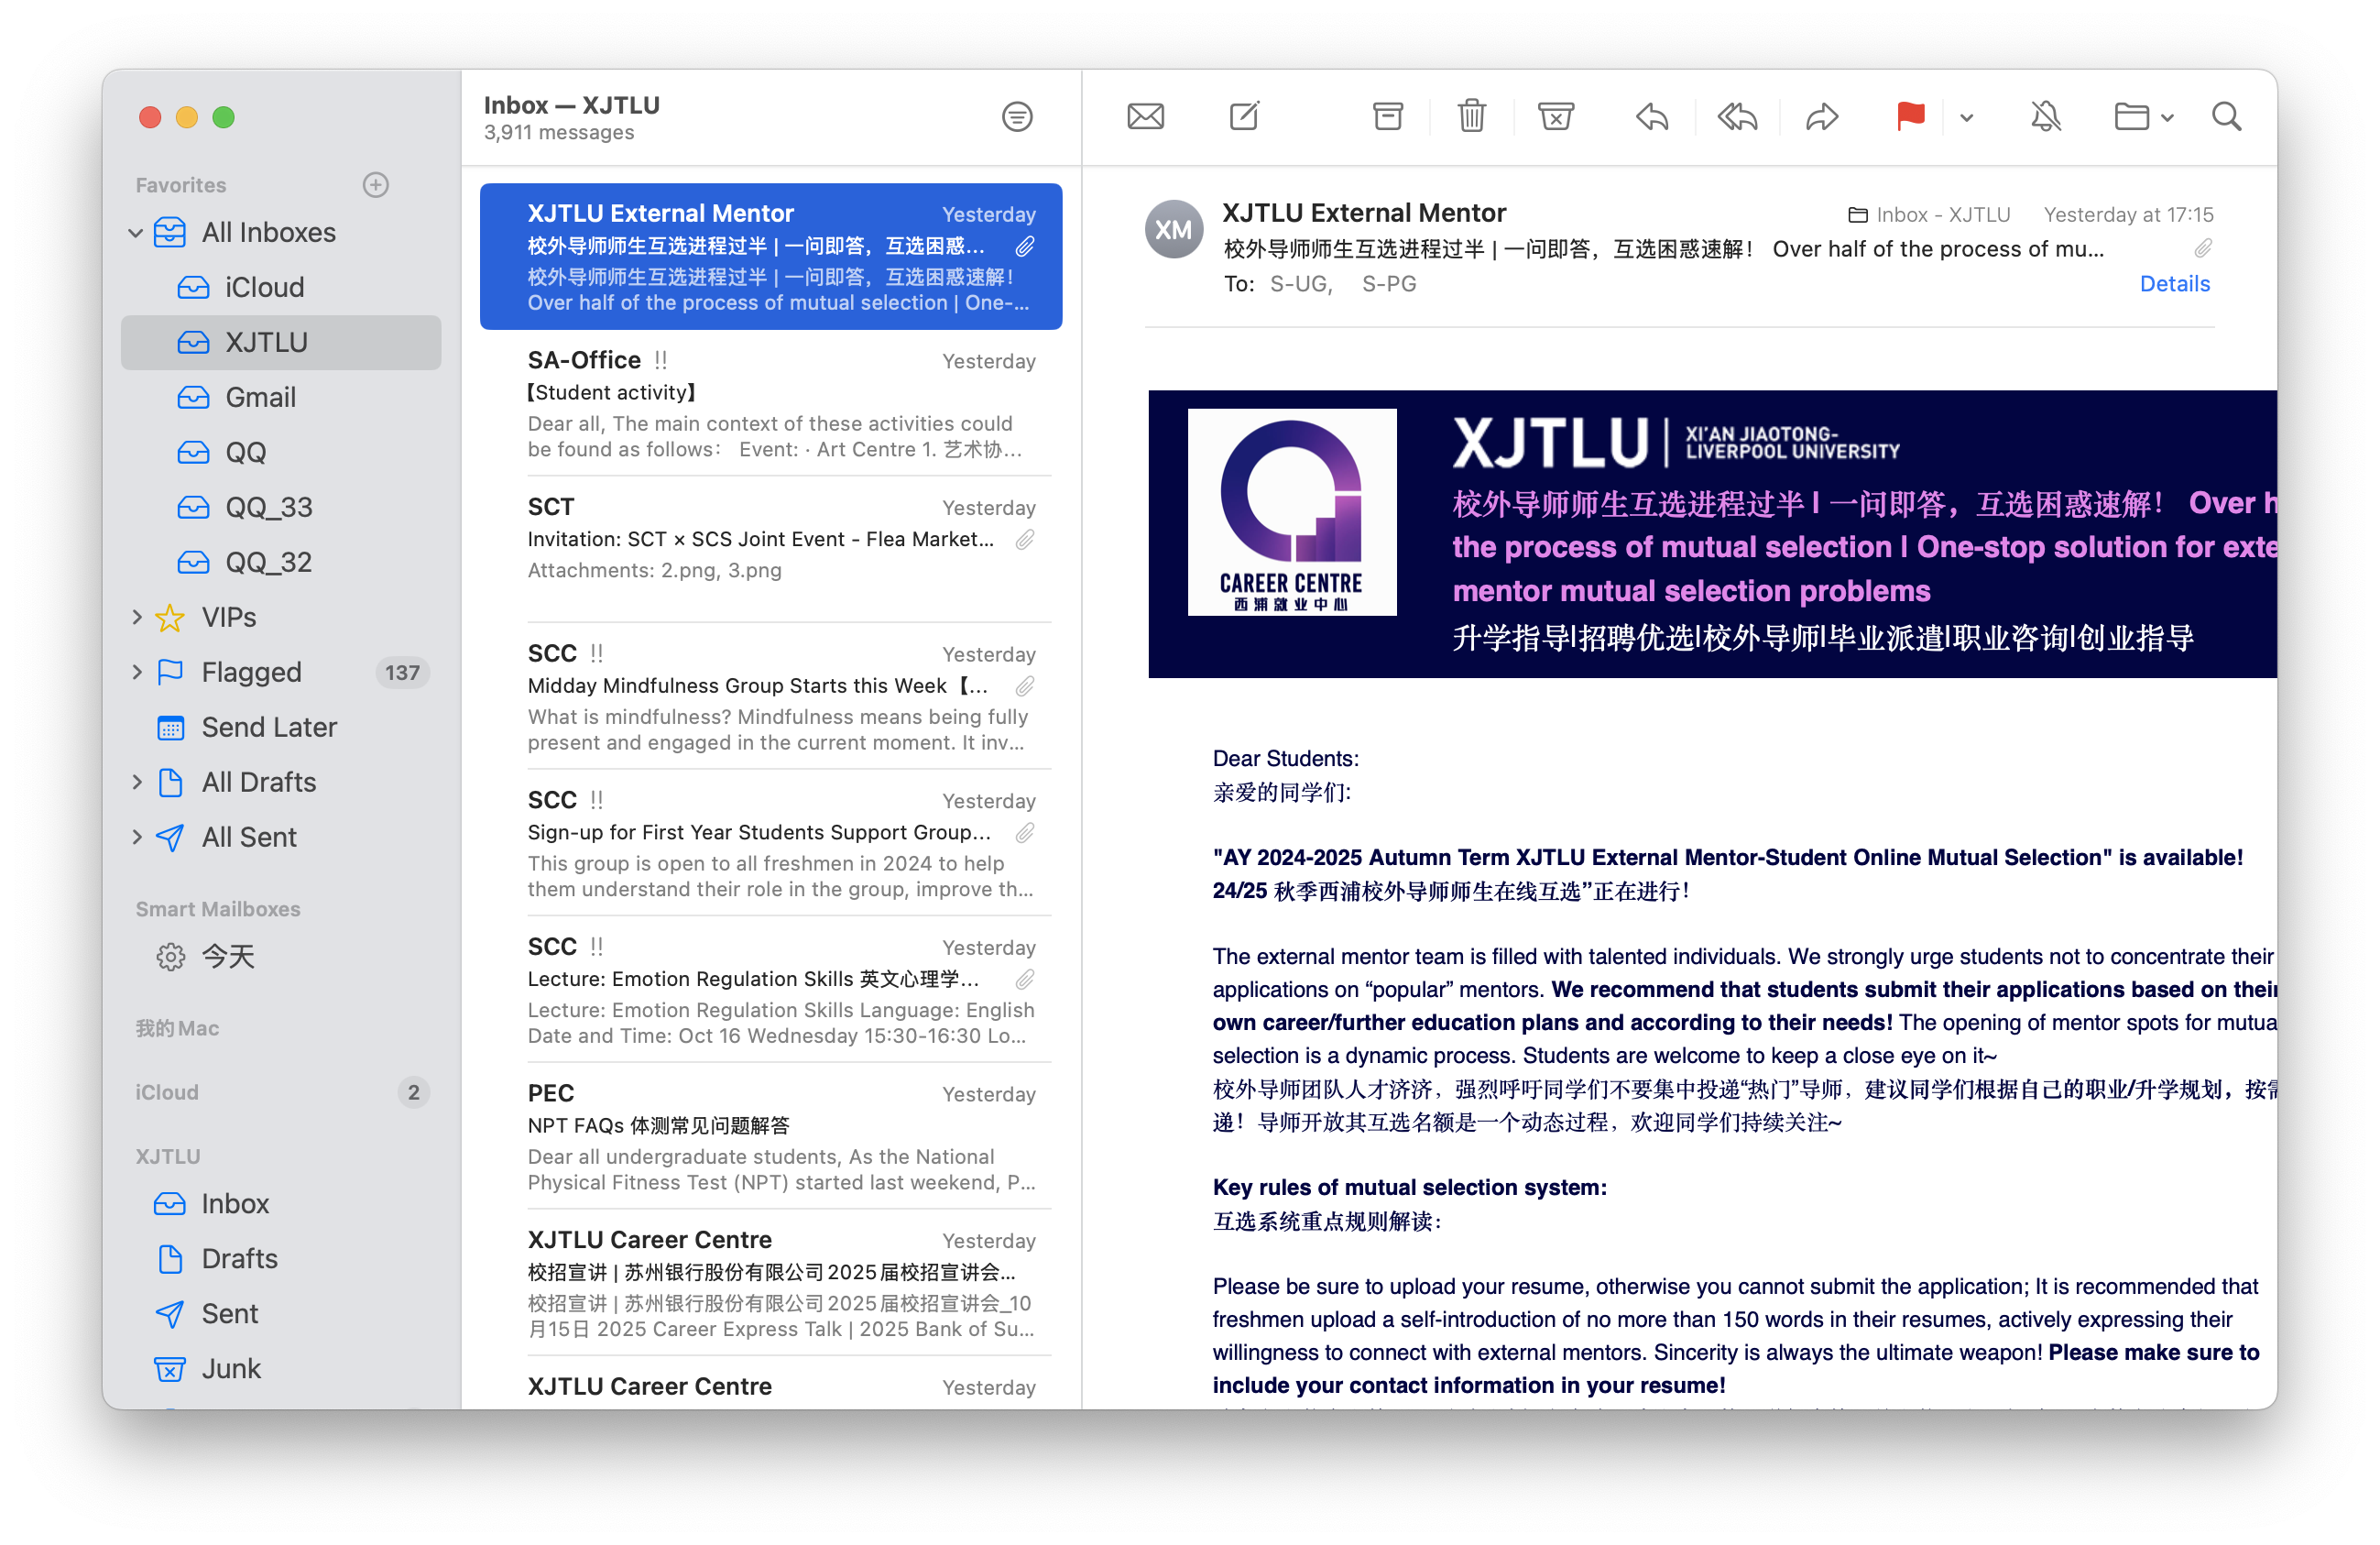 Favorites
All Inboxes
iCloud
XJTLU
Gmail
QQ
QQ_33
QQ_32
VIPs
Flagged 137
Send Later
All Drafts
All Sent
Smart Mailboxes
今天
我的Mac
iCloud 2
XJTLU
Inbox
Drafts
Sent
Junk
Inbox — XJTLU
3,911 messages
XJTLU External Mentor Yesterday
校外导师师生互选进程过半 | 一问即答，互选困惑...
校外导师师生互选进程过半 | 一问即答，互选困惑速解！
Over half of the process of mutual selection | One-...
SA-Office !! Yesterday
【Student activity】
Dear all, The main context of these activities could
be found as follows： Event: · Art Centre 1. 艺术协...
SCT Yesterday
Invitation: SCT × SCS Joint Event - Flea Market...
Attachments: 2.png, 3.png
SCC !! Yesterday
Midday Mindfulness Group Starts this Week【...
What is mindfulness? Mindfulness means being fully
present and engaged in the current moment. It inv...
SCC !! Yesterday
Sign-up for First Year Students Support Group...
This group is open to all freshmen in 2024 to help
them understand their role in the group, improve th...
SCC !! Yesterday
Lecture: Emotion Regulation Skills 英文心理学...
Lecture: Emotion Regulation Skills Language: English
Date and Time: Oct 16 Wednesday 15:30-16:30 Lo...
PEC Yesterday
NPT FAQs 体测常见问题解答
Dear all undergraduate students, As the National
Physical Fitness Test (NPT) started last weekend, P...
XJTLU Career Centre Yesterday
校招宣讲 | 苏州银行股份有限公司2025届校招宣讲会...
校招宣讲 | 苏州银行股份有限公司2025届校招宣讲会_10
月15日 2025 Career Express Talk | 2025 Bank of Su...
XJTLU Career Centre Yesterday
XM
XJTLU External Mentor Inbox - XJTLU Yesterday at 17:15
校外导师师生互选进程过半 | 一问即答，互选困惑速解！ Over half of the process of mu...
To: S-UG, S-PG Details
CAREER CENTRE
西浦就业中心
XJTLU | XI'AN JIAOTONG-
LIVERPOOL UNIVERSITY
校外导师师生互选进程过半 l 一问即答，互选困惑速解！ Over h
the process of mutual selection l One-stop solution for exte
mentor mutual selection problems
升学指导l招聘优选l校外导师l毕业派遣l职业咨询l创业指导
Dear Students:
亲爱的同学们:
"AY 2024-2025 Autumn Term XJTLU External Mentor-Student Online Mutual Selection" is available!
24/25 秋季西浦校外导师师生在线互选”正在进行！
The external mentor team is filled with talented individuals. We strongly urge students not to concentrate their
applications on “popular” mentors. We recommend that students submit their applications based on their
own career/further education plans and according to their needs! The opening of mentor spots for mutua
selection is a dynamic process. Students are welcome to keep a close eye on it~
校外导师团队人才济济，强烈呼吁同学们不要集中投递“热门”导师，建议同学们根据自己的职业/升学规划，按需
递！导师开放其互选名额是一个动态过程，欢迎同学们持续关注~
Key rules of mutual selection system:
互选系统重点规则解读：
Please be sure to upload your resume, otherwise you cannot submit the application; It is recommended that
freshmen upload a self-introduction of no more than 150 words in their resumes, actively expressing their
willingness to connect with external mentors. Sincerity is always the ultimate weapon! Please make sure to
include your contact information in your resume!